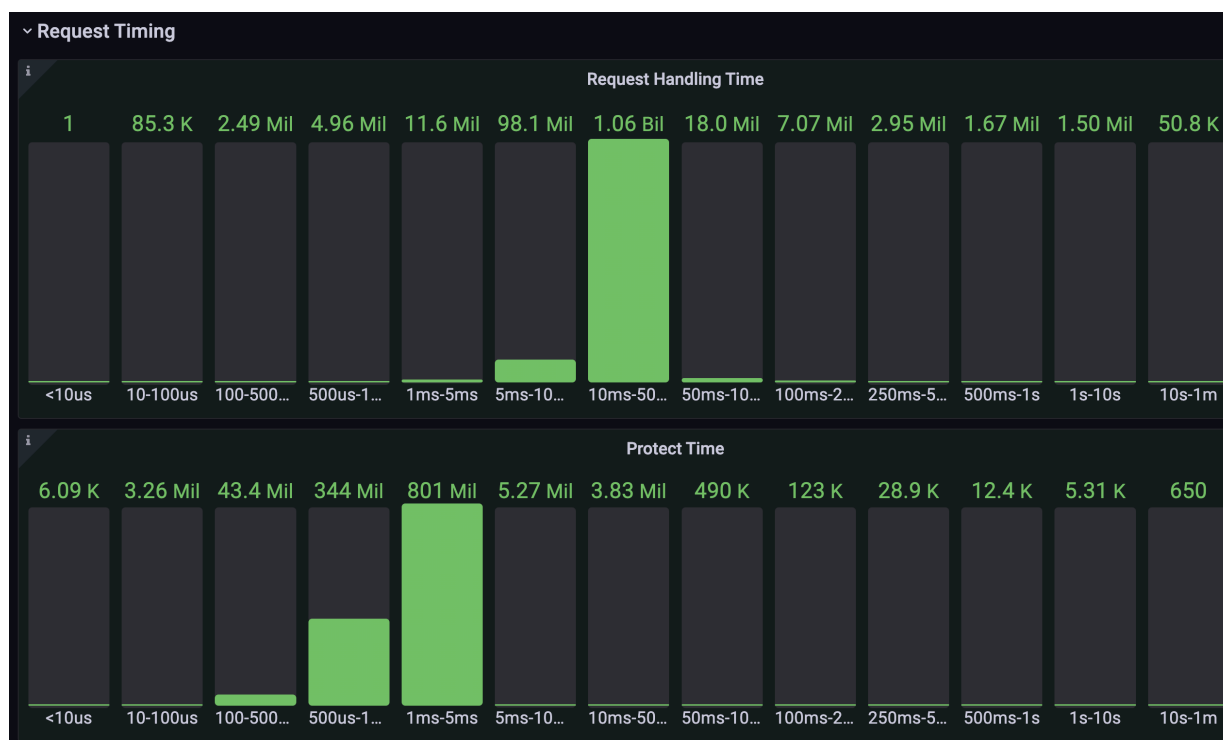 Request Timing
i
Request Handling Time
1 85.3 K 2.49 Mil 4.96 Mil 11.6 Mil 98.1 Mil 1.06 Bil 18.0 Mil 7.07 Mil 2.95 Mil 1.67 Mil 1.50 Mil 50.8 K
<10us 10-100us 100-500... 500us-1... 1ms-5ms 5ms-10... 10ms-50... 50ms-10... 100ms-2... 250ms-5... 500ms-1s 1s-10s 10s-1m
i
Protect Time
6.09 K 3.26 Mil 43.4 Mil 344 Mil 801 Mil 5.27 Mil 3.83 Mil 490 K 123 K 28.9 K 12.4 K 5.31 K 650
<10us 10-100us 100-500... 500us-1... 1ms-5ms 5ms-10... 10ms-50... 50ms-10... 100ms-2... 250ms-5... 500ms-1s 1s-10s 10s-1m